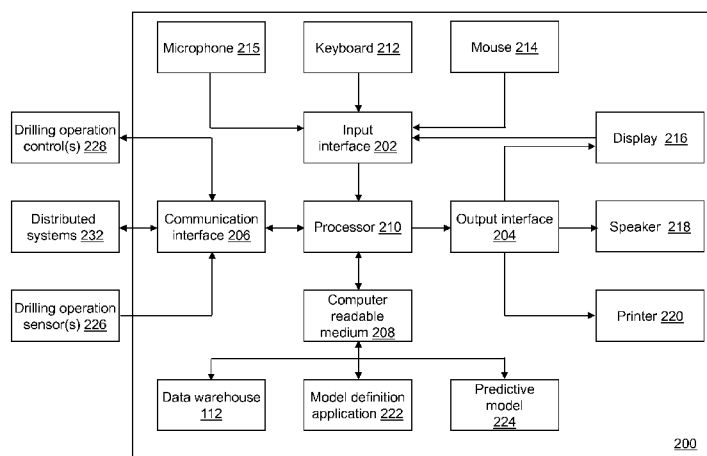 Microphone 215
Keyboard 212
Mouse 214
Drilling operation
control(s) 228
Input
interface 202
Display 216
Distributed
systems 232
Communication
interface 206
Processor 210
Output interface
204
Speaker 218
Drilling operation
sensor(s) 226
Computer
readable
medium 208
Printer 220
Data warehouse
112
Model definition
application 222
Predictive
model
224
200